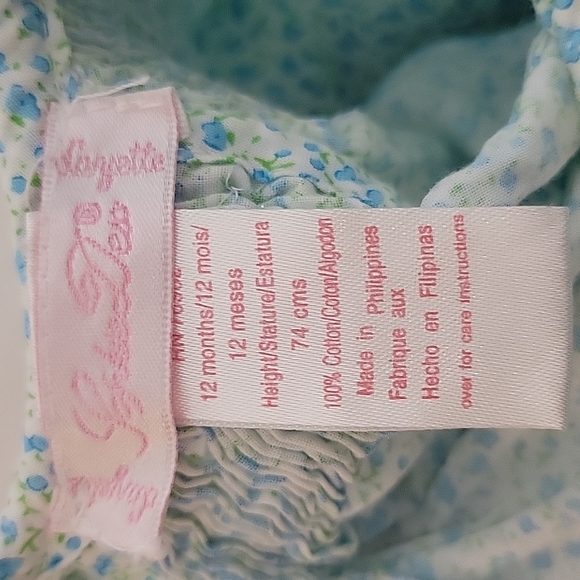 Layette
Layette
12 months/12 mois/
12 meses
Height/Stature/Estatura
74 cms
100% Cotton/Coton/Algodon
Made in Philippines
Fabrique aux
Hecho en Filipinas
over for care instructions